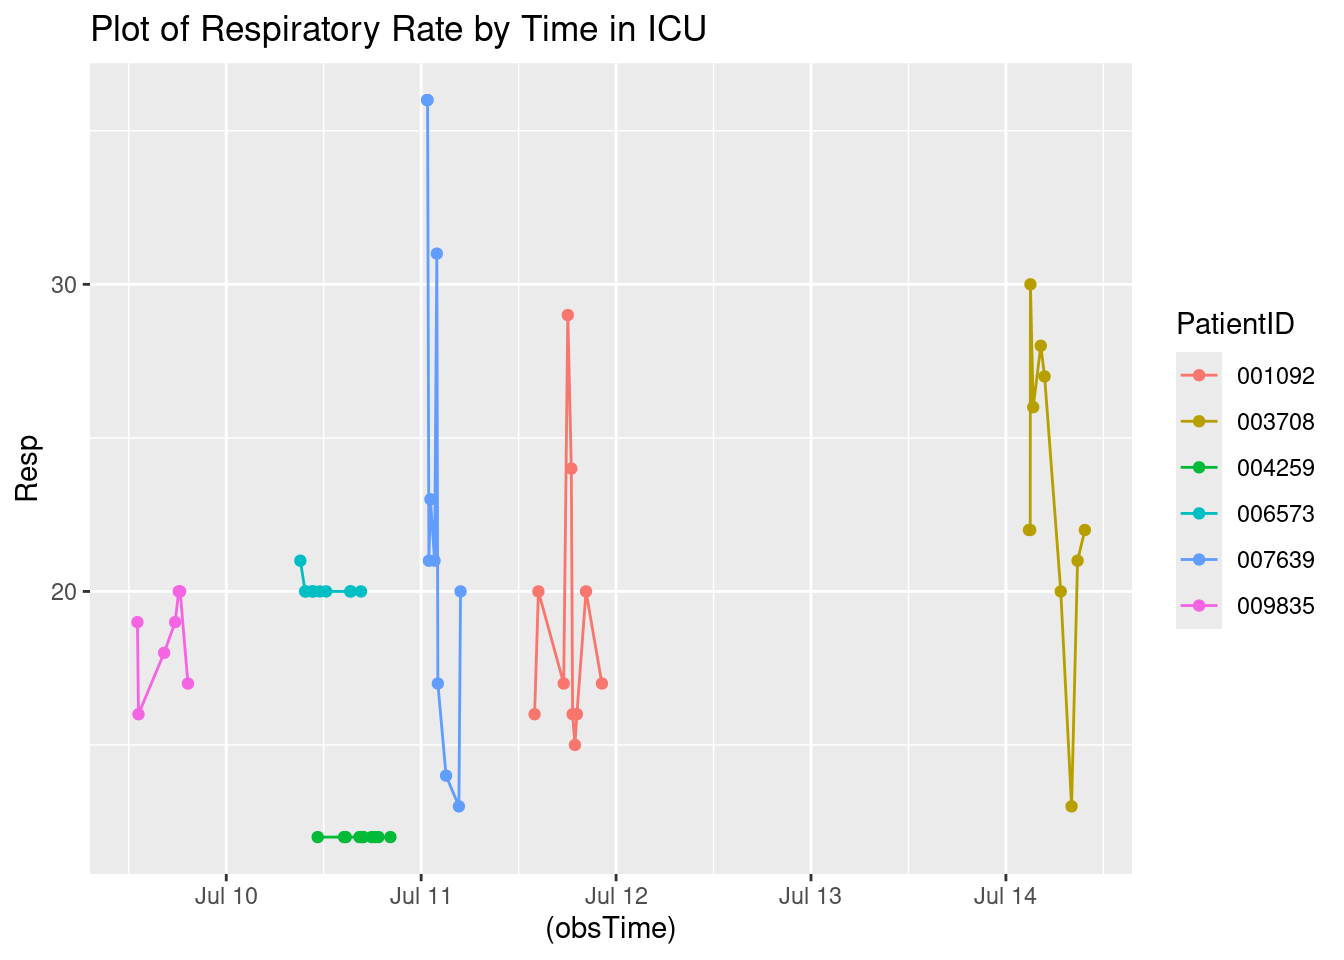 Plot of Respiratory Rate by Time in ICU
30
20
Resp
Jul 10
Jul 11
Jul 12
Jul 13
Jul 14
(obsTime)
PatientID
001092
003708
004259
006573
007639
009835